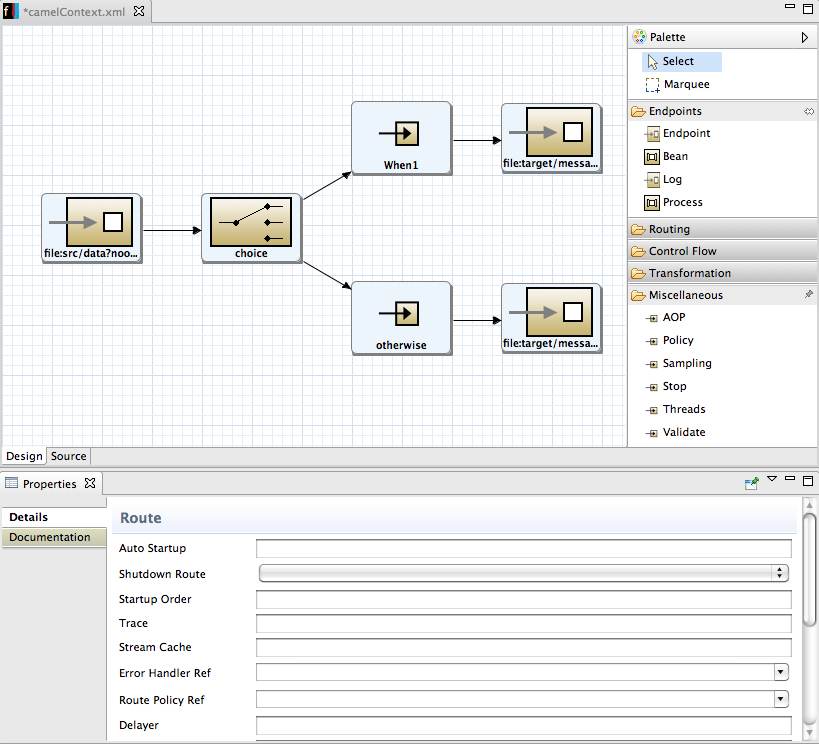 *camelContext.xml
When1
file:target/messa...
file:src/data?noo...
choice
otherwise
file:target/messa...
Palette
Select
Marquee
Endpoints
Endpoint
Bean
Log
Process
Routing
Control Flow
Transformation
Miscellaneous
AOP
Policy
Sampling
Stop
Threads
Validate
Design
Source
Properties
Details
Documentation
Route
Auto Startup
Shutdown Route
Startup Order
Trace
Stream Cache
Error Handler Ref
Route Policy Ref
Delayer